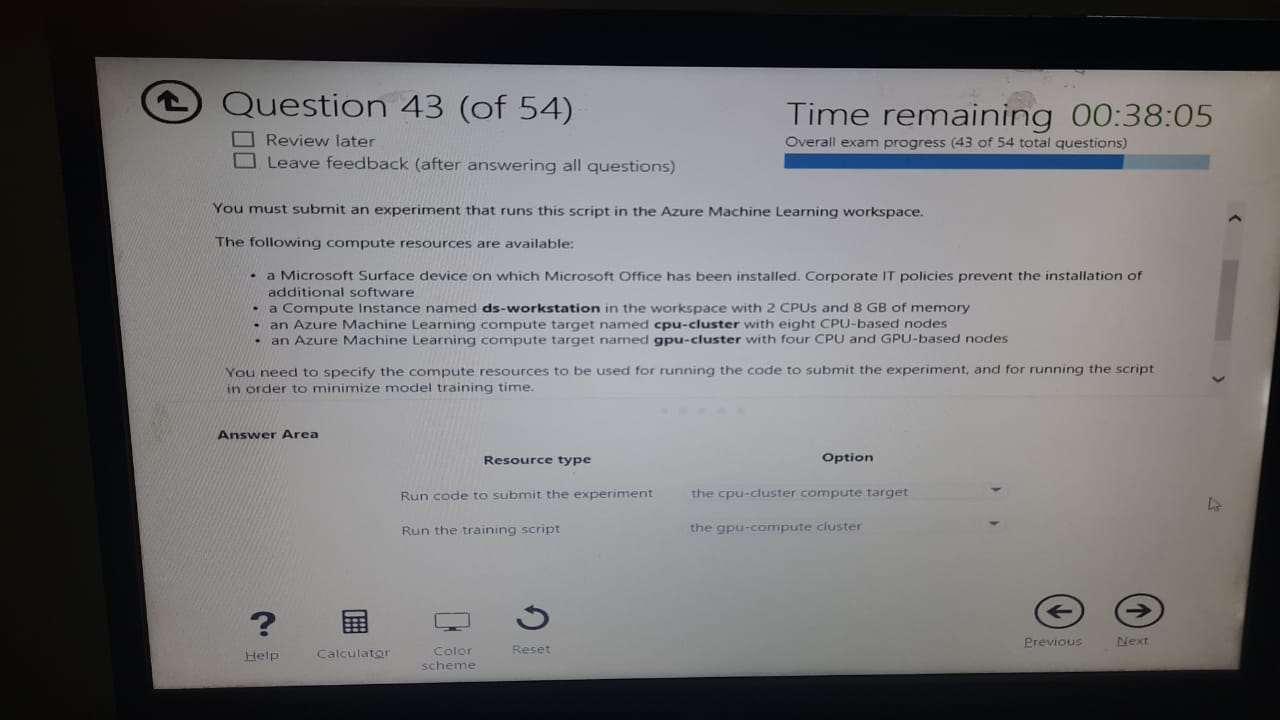 Question 43 (of 54)
Time remaining 00:38:05
Review later
Leave feedback (after answering all questions)
Overall exam progress (43 of 54 total questions)
You must submit an experiment that runs this script in the Azure Machine Learning workspace.
The following compute resources are available:
• a Microsoft Surface device on which Microsoft Office has been installed. Corporate IT policies prevent the installation of
additional software
• a Compute Instance named ds-workstation in the workspace with 2 CPUs and 8 GB of memory
• an Azure Machine Learning compute target named cpu-cluster with eight CPU-based nodes
• an Azure Machine Learning compute target named gpu-cluster with four CPU and GPU-based nodes
You need to specify the compute resources to be used for running the code to submit the experiment, and for running the script
in order to minimize model training time.
Answer Area
Resource type Option
Run code to submit the experiment the cpu-cluster compute target
Run the training script the gpu-compute cluster
? Help
Calculator
Color
scheme
Reset
Previous
Next